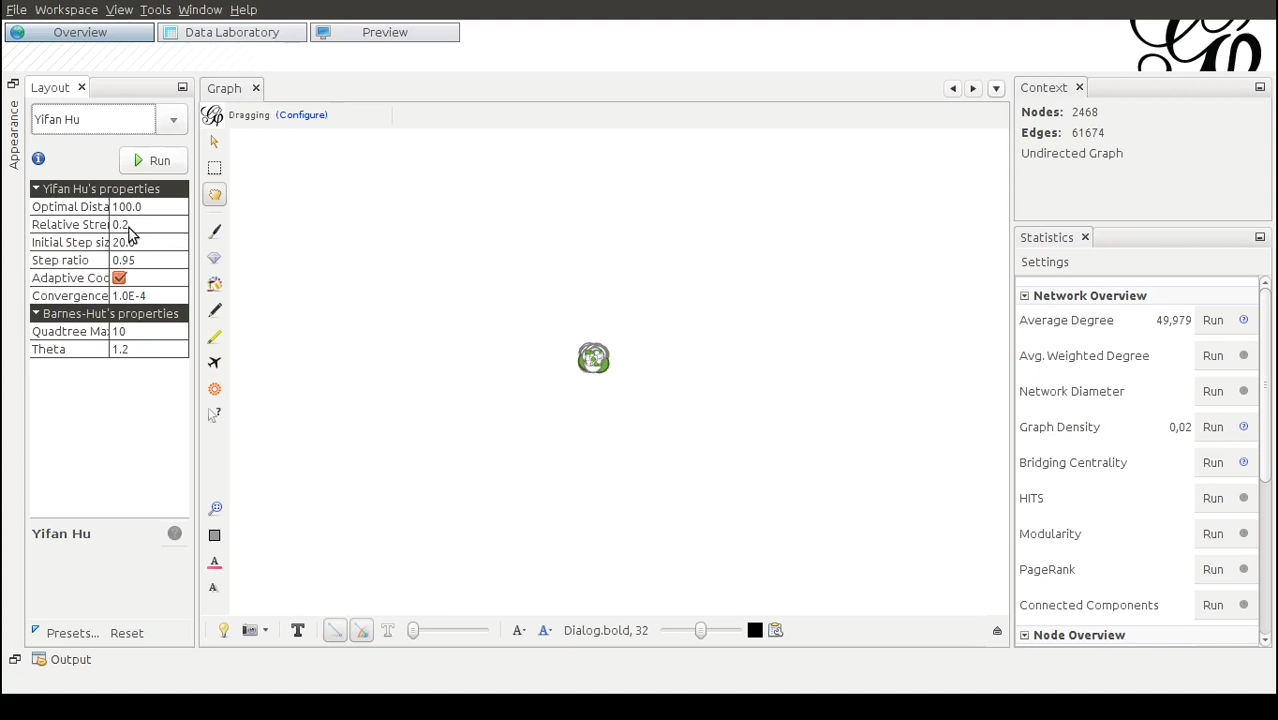 File Workspace View Tools Window Help
Overview Data Laboratory Preview
Appearance
Layout
Yifan Hu
Run
Yifan Hu's properties
Optimal Dista 100.0
Relative Stren 0.2
Initial Step siz 20.0
Step ratio 0.95
Adaptive Coo
Convergence 1.0E-4
Barnes-Hut's properties
Quadtree Max 10
Theta 1.2
Yifan Hu
Presets... Reset
Output
Graph
Dragging (Configure)
Dialog.bold, 32
Context
Nodes: 2468
Edges: 61674
Undirected Graph
Statistics
Settings
Network Overview
Average Degree 49,979 Run
Avg. Weighted Degree Run
Network Diameter Run
Graph Density 0,02 Run
Bridging Centrality Run
HITS Run
Modularity Run
PageRank Run
Connected Components Run
Node Overview